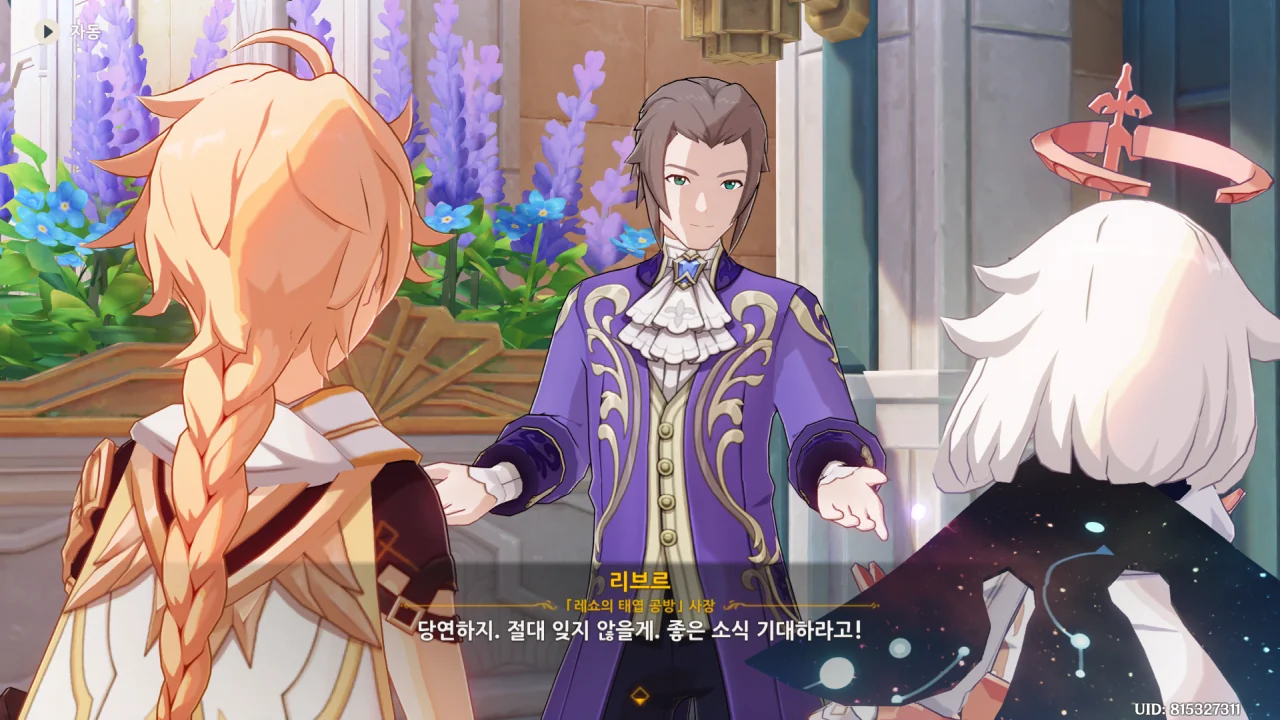 자동
리브르
「레쇼의 태엽 공방」 사장
당연하지. 절대 잊지 않을게. 좋은 소식 기대하라고!
UID: 815327311